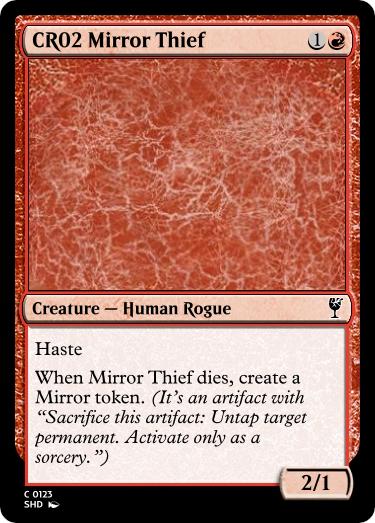 CR02 Mirror Thief 1
Creature — Human Rogue
Haste
When Mirror Thief dies, create a
Mirror token. (It's an artifact with
“Sacrifice this artifact: Untap target
permanent. Activate only as a
sorcery.”)
2/1
C 0123
SHD